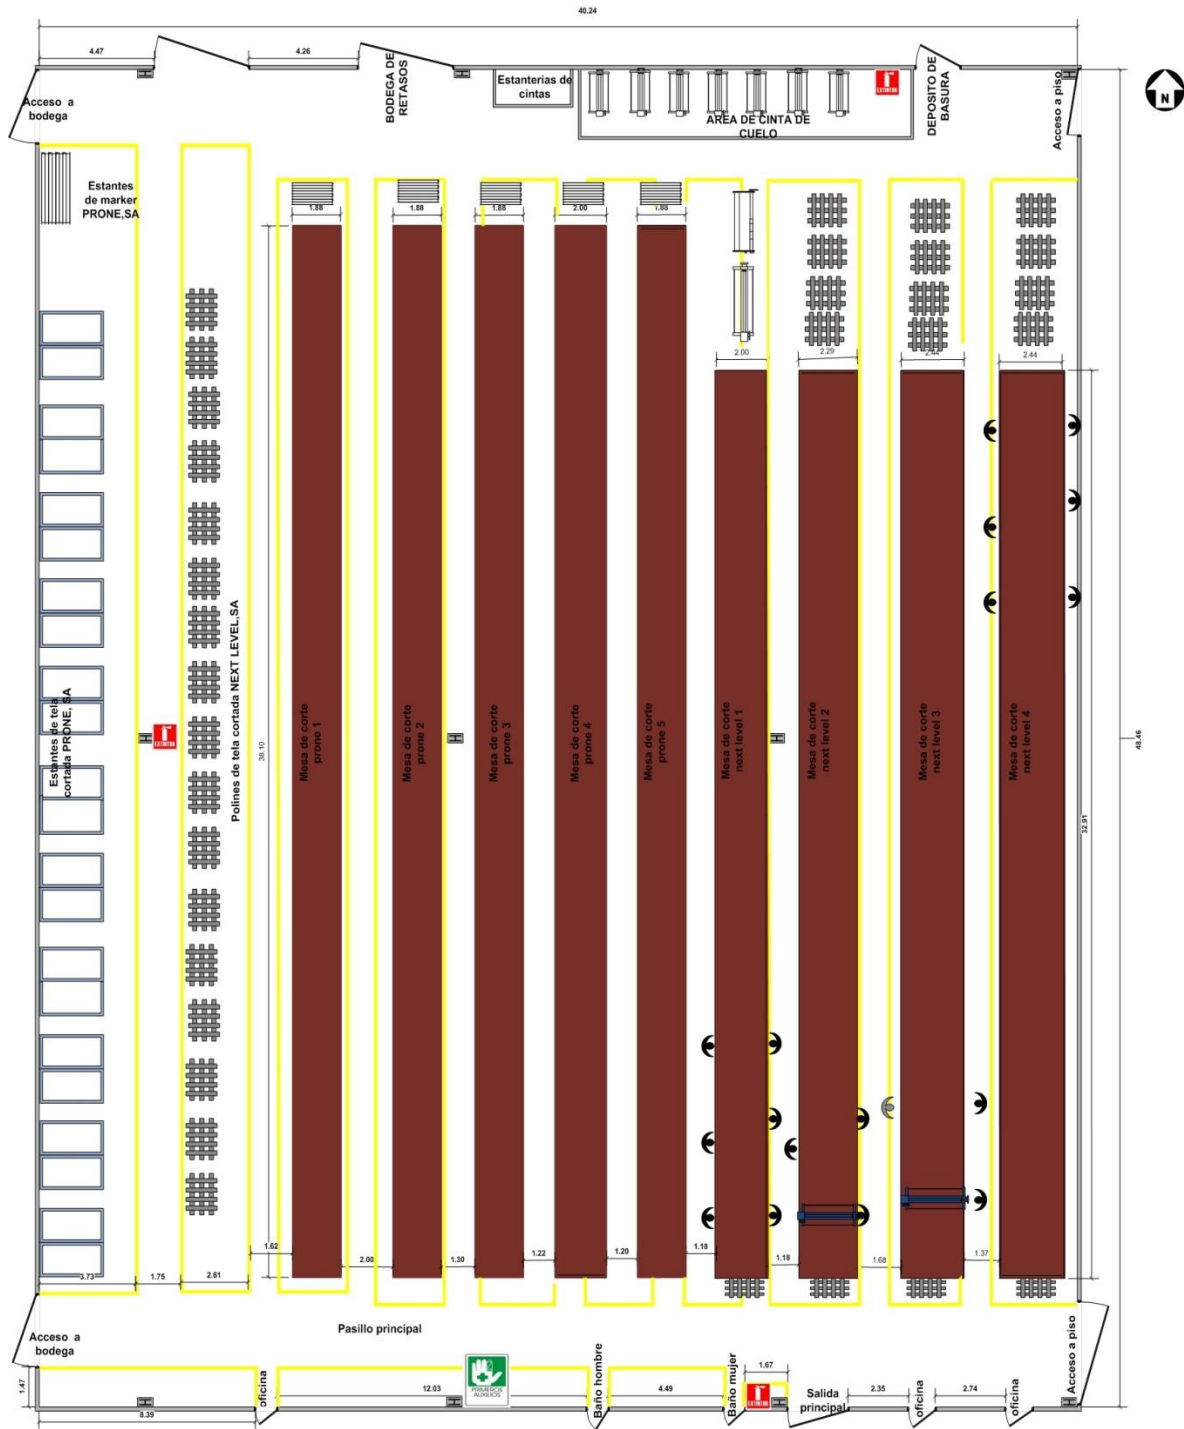 40.24
4.47
4.26
Acceso a
bodega
BODEGA DE
RETASOS
Estanterias de
cintas
AREA DE CINTA DE
CUELO
EXTINTOR
DEPOSITO DE
BASURA
Acceso a piso
N
Estantes
de marker
PRONE,SA
1.88
1.88
1.88
2.00
1.88
2.00
2.29
2.44
2.44
Estantes de tela
cortada PRONE, SA
EXTINTOR
Polines de tela cortada NEXT LEVEL,SA
38.10
Mesa de corte
prone 1
Mesa de corte
prone 2
Mesa de corte
prone 3
Mesa de corte
prone 4
Mesa de corte
prone 5
Mesa de corte
next level 1
Mesa de corte
next level 2
Mesa de corte
next level 3
Mesa de corte
next level 4
32.91
48.46
3.73
1.75
2.61
1.62
2.00
1.30
1.22
1.20
1.18
1.18
1.68
1.37
Acceso a
bodega
Pasillo principal
1.47
8.39
oficina
12.03
PRIMEROS
AUXILIOS
Baño hombre
4.49
Baño mujer
1.67
EXTINTOR
Salida
principal
2.35
oficina
2.74
oficina
Acceso a piso